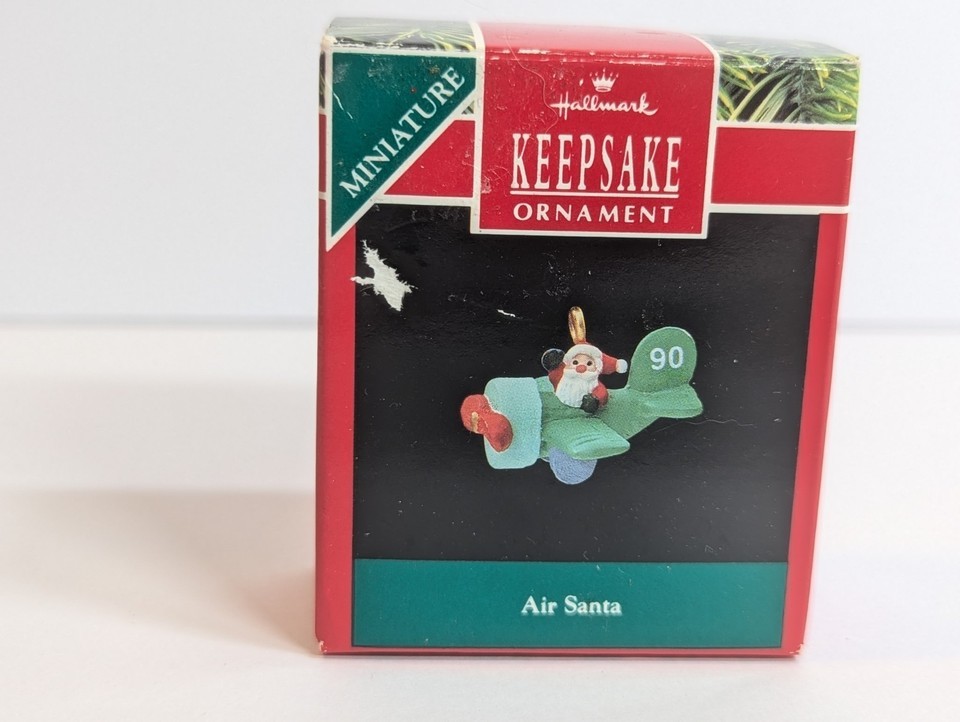 MINIATURE
Hallmark
KEEPSAKE
ORNAMENT
90
Air Santa